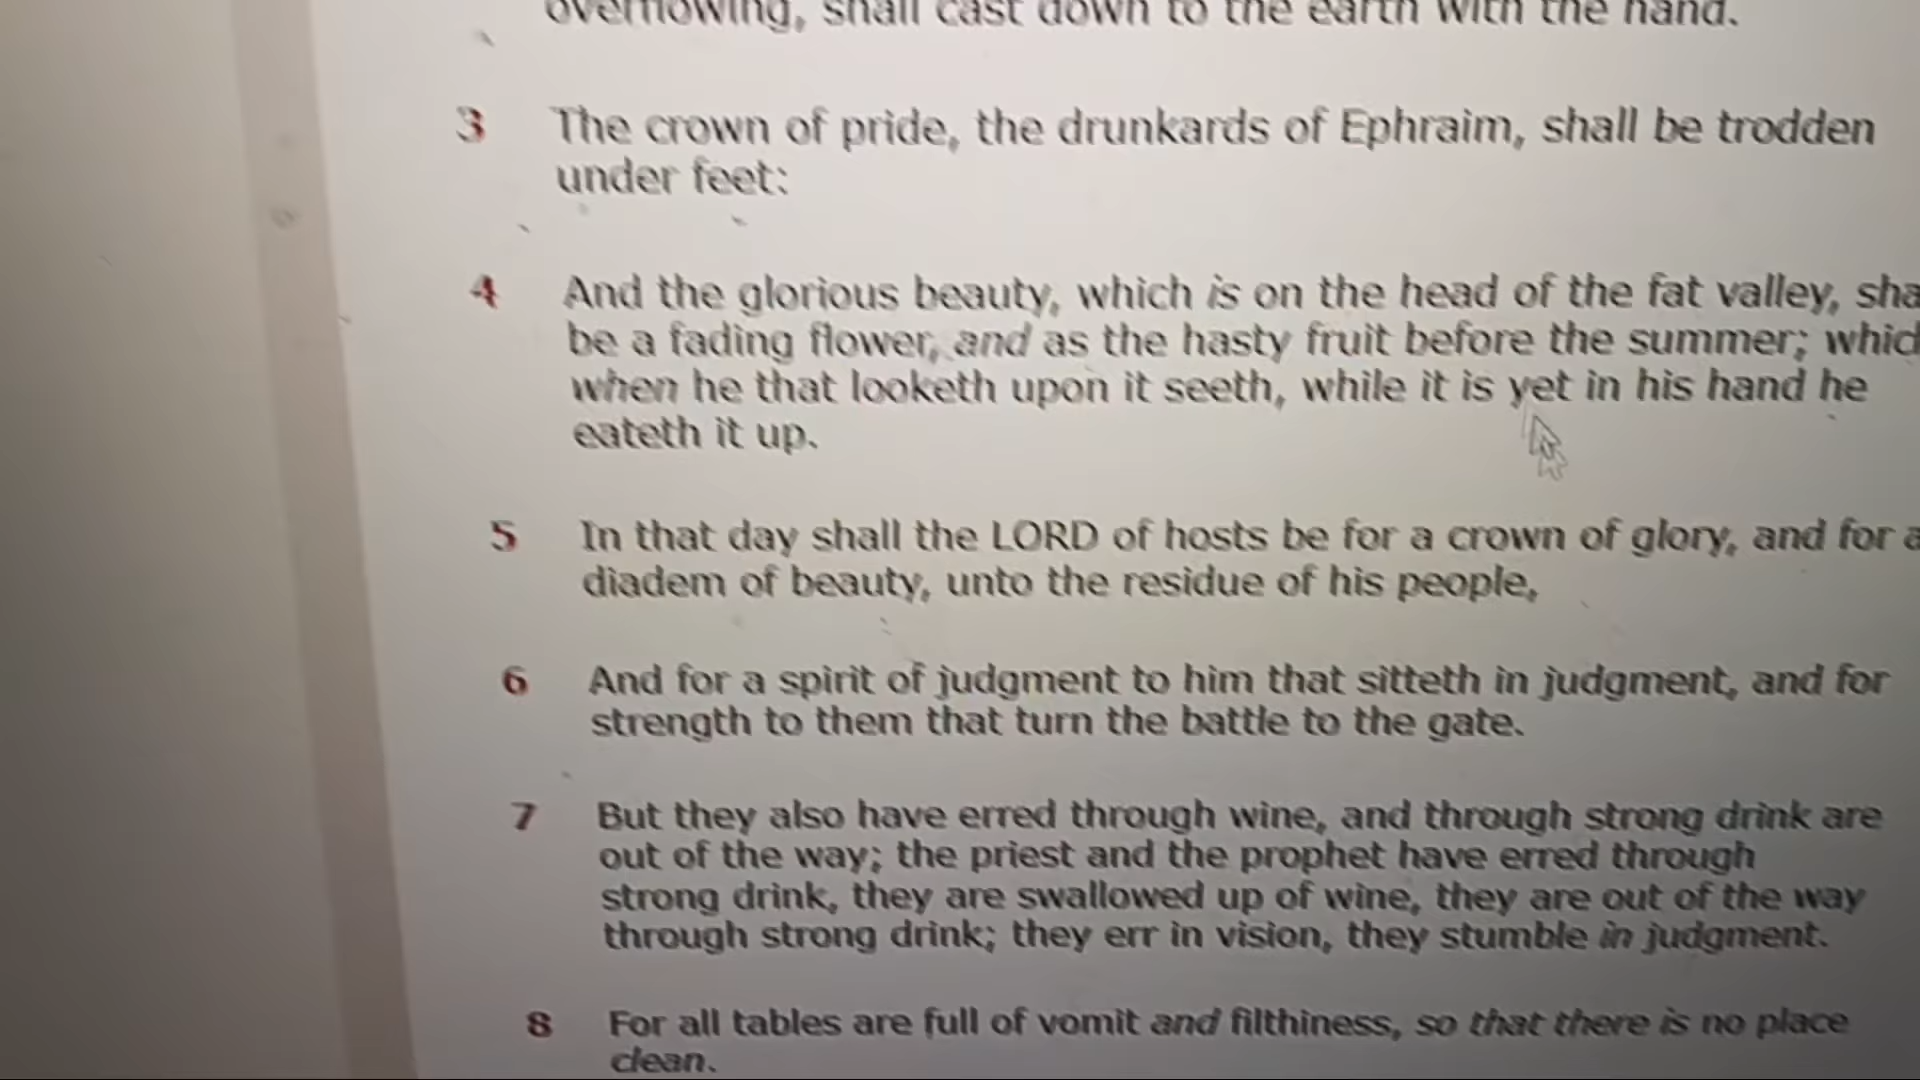 overflowing, shall cast down to the earth with the hand.
3 The crown of pride, the drunkards of Ephraim, shall be trodden
under feet:
4 And the glorious beauty, which is on the head of the fat valley, sha
be a fading flower, and as the hasty fruit before the summer; whic
when he that looketh upon it seeth, while it is yet in his hand he
eateth it up.
5 In that day shall the LORD of hosts be for a crown of glory, and for a
diadem of beauty, unto the residue of his people,
6 And for a spirit of judgment to him that sitteth in judgment, and for
strength to them that turn the battle to the gate.
7 But they also have erred through wine, and through strong drink are
out of the way; the priest and the prophet have erred through
strong drink, they are swallowed up of wine, they are out of the way
through strong drink; they err in vision, they stumble in judgment.
8 For all tables are full of vomit and filthiness, so that there is no place
clean.